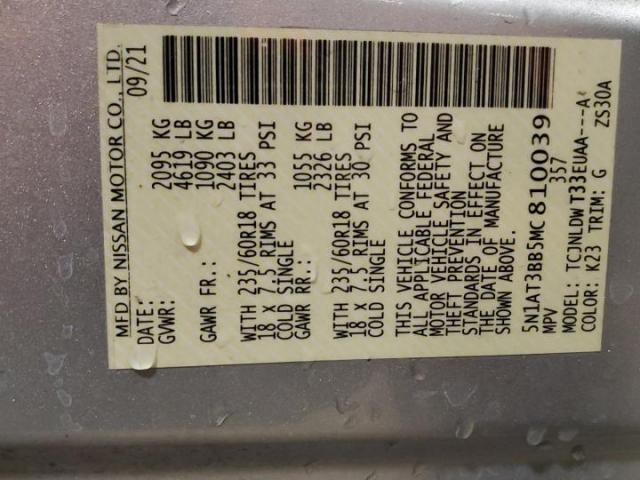 MFD BY NISSAN MOTOR CO., LTD.
DATE: 09/21
GVWR: 2095 KG
4619 LB
GAWR FR.: 1090 KG
2403 LB
WITH 235/60R18 TIRES
18 X 7.5 RIMS AT 33 PSI
COLD SINGLE
GAWR RR.: 1055 KG
2326 LB
WITH 235/60R18 TIRES
18 X 7.5 RIMS AT 30 PSI
COLD SINGLE
THIS VEHICLE CONFORMS TO
ALL APPLICABLE FEDERAL
MOTOR VEHICLE SAFETY AND
THEFT PREVENTION
STANDARDS IN EFFECT ON
THE DATE OF MANUFACTURE
SHOWN ABOVE.
5N1AT3BB5MC810039
MPV 357
MODEL: TCJNLDW T33EUAA---A
COLOR: K23 TRIM: G ZS30A